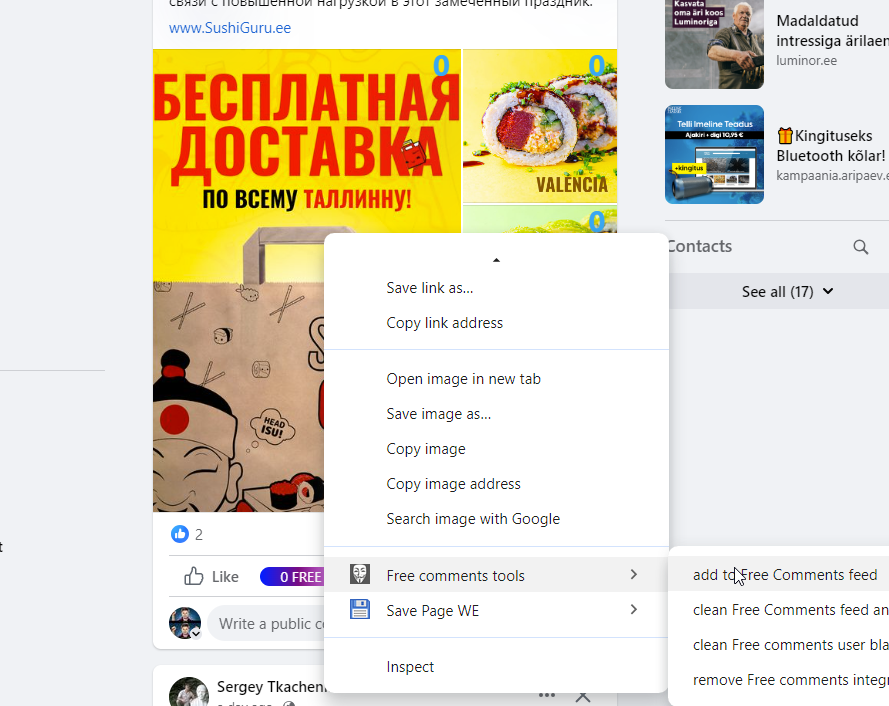 связи с повышенной нагрузкой в этот замеченный праздник.
www.SushiGuru.ee
0
0
БЕСПЛАТНАЯ
ДОСТАВКА
ПО ВСЕМУ ТАЛЛИННУ!
VALENCIA
0
HEAD
ISU!
2
Like
0 FREE
Write a public co
Sergey Tkachen
a day ago
Save link as...
Copy link address
Open image in new tab
Save image as...
Copy image
Copy image address
Search image with Google
Free comments tools
Save Page WE
Inspect
add to Free Comments feed
clean Free Comments feed an
clean Free comments user bla
remove Free comments integr
Kasvata
oma äri koos
Luminoriga.
Madaldatud
intressiga ärilaen
luminor.ee
Telli Imeline Teadus
Ajakiri + digi 10,95 €
+kingitus
Kingituseks
Bluetooth kõlar!
kampaania.aripaev.e
Contacts
See all (17)
t